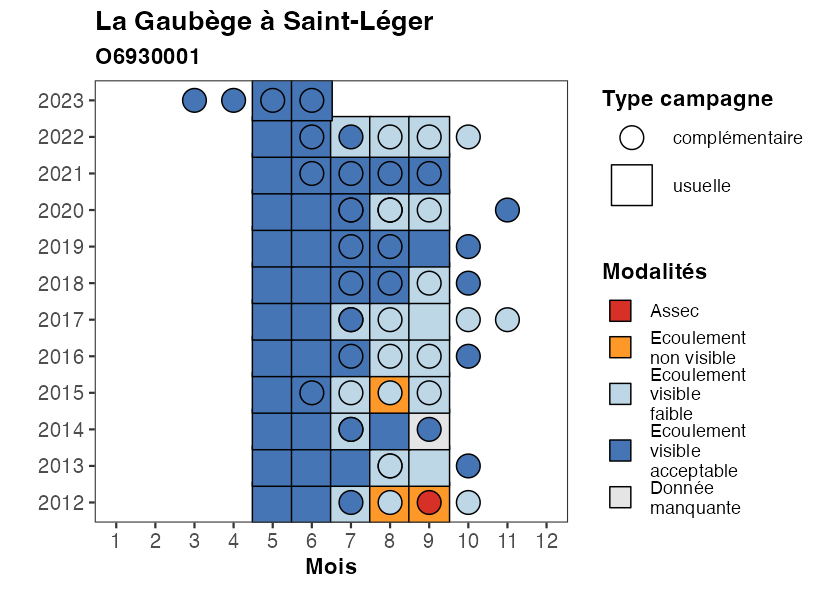 La Gaubège à Saint-Léger
O6930001
2023
2022
2021
2020
2019
2018
2017
2016
2015
2014
2013
2012
1 2 3 4 5 6 7 8 9 10 11 12
Mois
Type campagne
complémentaire
usuelle
Modalités
Assec
Ecoulement
non visible
Ecoulement
visible
faible
Ecoulement
visible
acceptable
Donnée
manquante